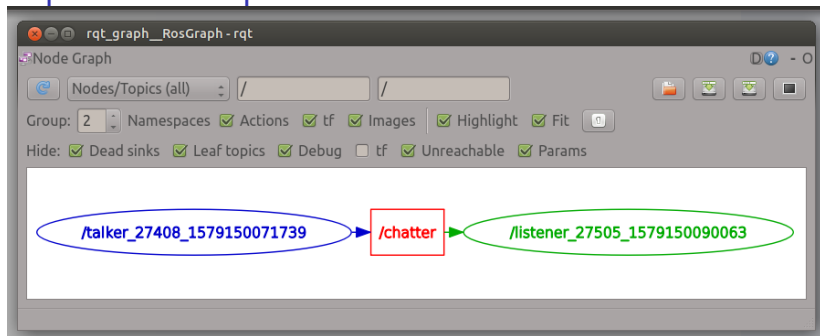 rqt_graph__RosGraph - rqt
Node Graph D - O
Nodes/Topics (all) / /
Group: 2 Namespaces Actions tf Images Highlight Fit
Hide: Dead sinks Leaf topics Debug tf Unreachable Params
/talker_27408_1579150071739 /chatter /listener_27505_1579150090063